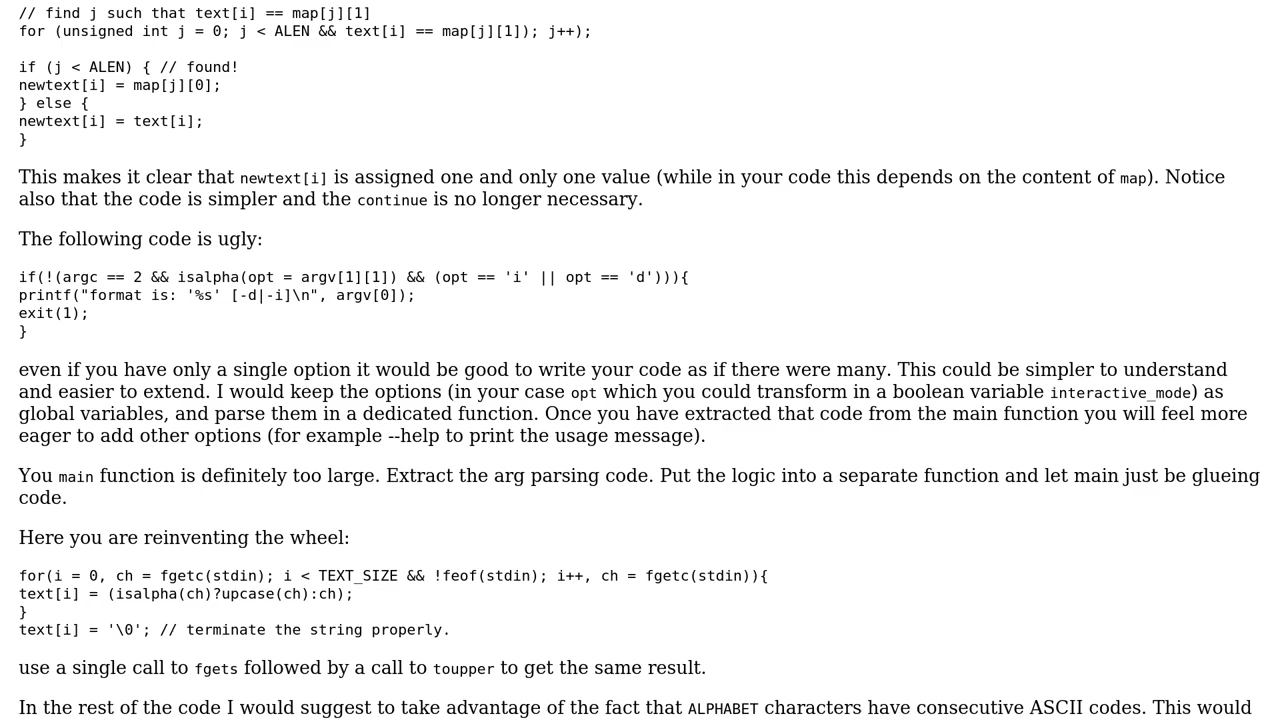 // find j such that text[i] == map[j][1]
for (unsigned int j = 0; j < ALEN && text[i] == map[j][1]); j++);
if (j < ALEN) { // found!
newtext[i] = map[j][0];
} else {
newtext[i] = text[i];
}
This makes it clear that newtext[i] is assigned one and only one value (while in your code this depends on the content of map). Notice
also that the code is simpler and the continue is no longer necessary.
The following code is ugly:
if(!(argc == 2 && isalpha(opt = argv[1][1]) && (opt == 'i' || opt == 'd'))){
printf("format is: '%s' [-d|-i]\n", argv[0]);
exit(1);
}
even if you have only a single option it would be good to write your code as if there were many. This could be simpler to understand
and easier to extend. I would keep the options (in your case opt which you could transform in a boolean variable interactive_mode) as
global variables, and parse them in a dedicated function. Once you have extracted that code from the main function you will feel more
eager to add other options (for example --help to print the usage message).
You main function is definitely too large. Extract the arg parsing code. Put the logic into a separate function and let main just be glueing
code.
Here you are reinventing the wheel:
for(i = 0, ch = fgetc(stdin); i < TEXT_SIZE && !feof(stdin); i++, ch = fgetc(stdin)){
text[i] = (isalpha(ch)?upcase(ch):ch);
}
text[i] = '\0'; // terminate the string properly.
use a single call to fgets followed by a call to toupper to get the same result.
In the rest of the code I would suggest to take advantage of the fact that ALPHABET characters have consecutive ASCII codes. This would